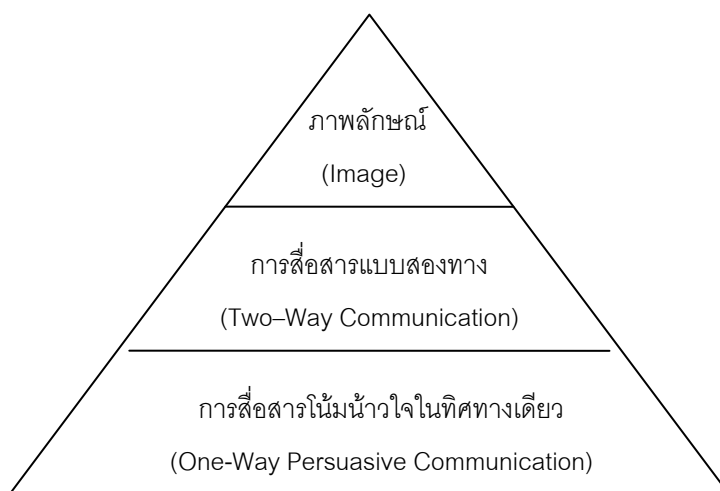 ภาพลักษณ์
(Image)
การสื่อสารแบบสองทาง
(Two–Way Communication)
การสื่อสารโน้มน้าวใจในทิศทางเดียว
(One-Way Persuasive Communication)